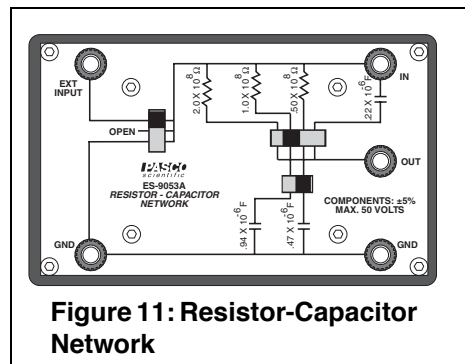 EXT
INPUT
OPEN
2.0 X 10^8 Ω
1.0 X 10^8 Ω
.50 X 10^8 Ω
.22 X 10^-6 F
IN
OUT
PASCO
scientific
ES-9053A
RESISTOR - CAPACITOR
NETWORK
.94 X 10^-6 F
.47 X 10^-6 F
COMPONENTS: ±5%
MAX. 50 VOLTS
GND
GND
Figure 11: Resistor-Capacitor
Network